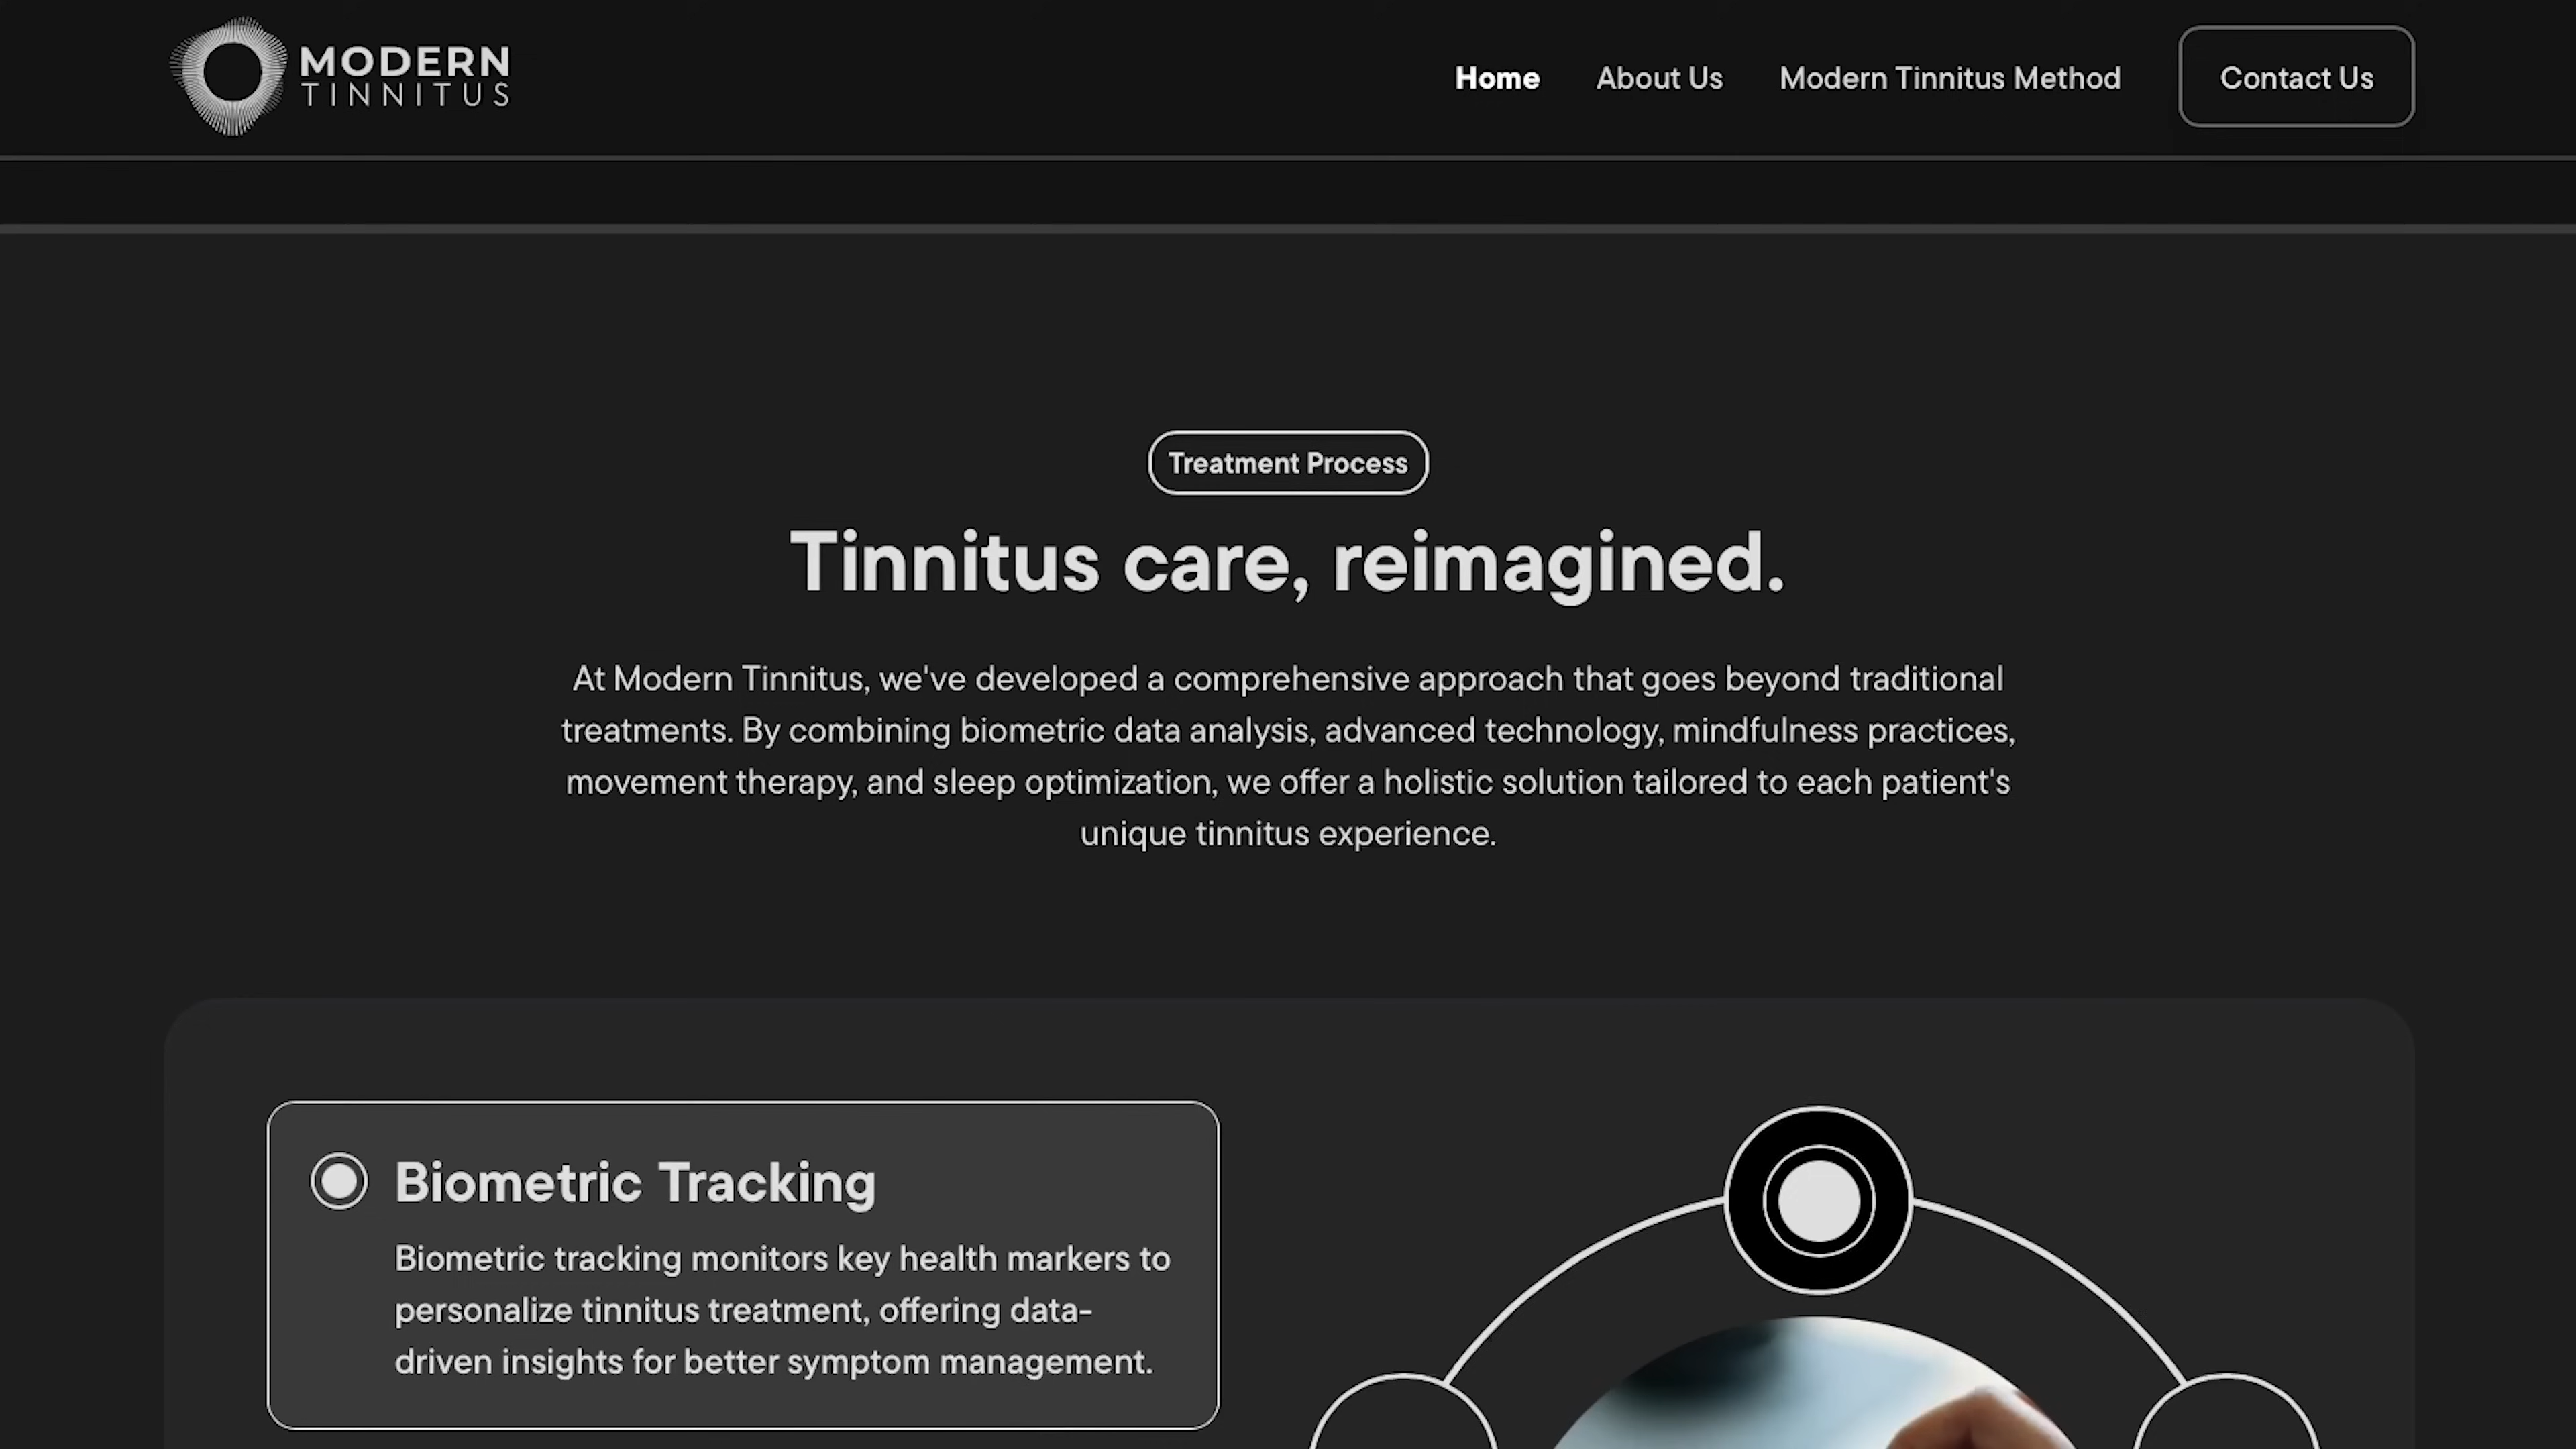 MODERN
TINNITUS
Home
About Us
Modern Tinnitus Method
Contact Us
Treatment Process
Tinnitus care, reimagined.
At Modern Tinnitus, we've developed a comprehensive approach that goes beyond traditional
treatments. By combining biometric data analysis, advanced technology, mindfulness practices,
movement therapy, and sleep optimization, we offer a holistic solution tailored to each patient's
unique tinnitus experience.
Biometric Tracking
Biometric tracking monitors key health markers to
personalize tinnitus treatment, offering data-
driven insights for better symptom management.